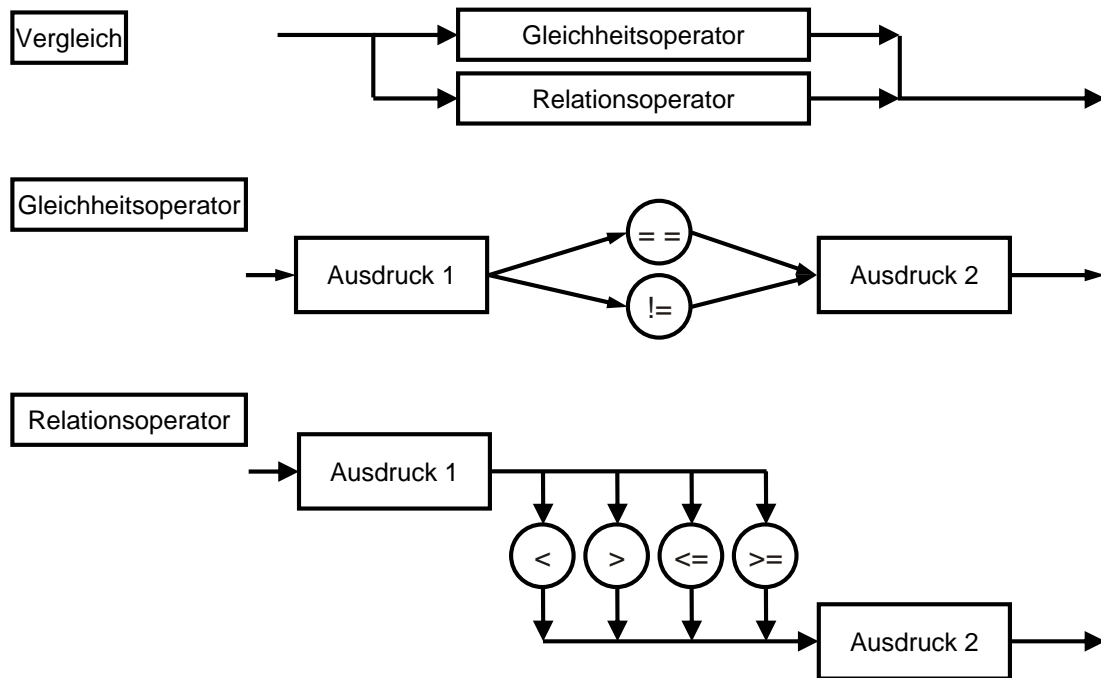 Vergleich
Gleichheitsoperator
Relationsoperator
Gleichheitsoperator
Ausdruck 1
= =
!=
Ausdruck 2
Relationsoperator
Ausdruck 1
< > <= >=
Ausdruck 2